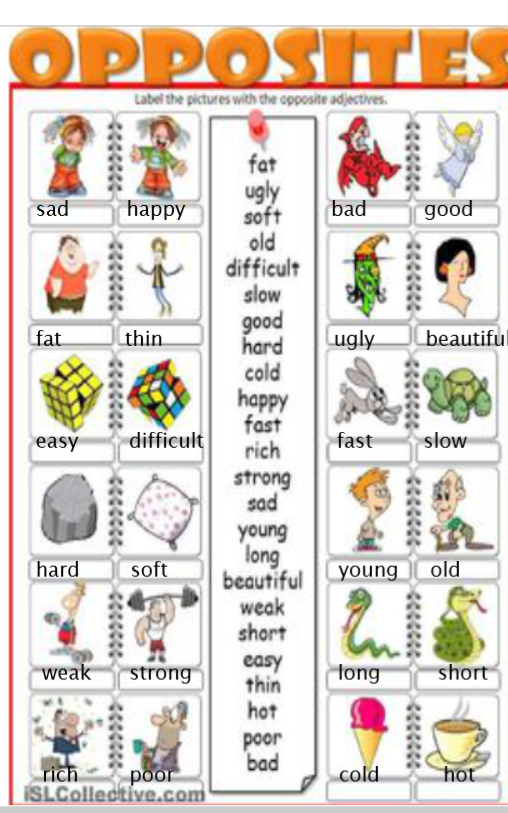 OPPOSITES
Label the pictures with the opposite adjectives.
sad happy
fat thin
easy difficult
hard soft
weak strong
rich poor
fat
ugly
soft
old
difficult
slow
good
hard
cold
happy
fast
rich
strong
sad
young
long
beautiful
weak
short
easy
thin
hot
poor
bad
bad good
ugly beautiful
fast slow
young old
long short
cold hot
iSLCollective.com